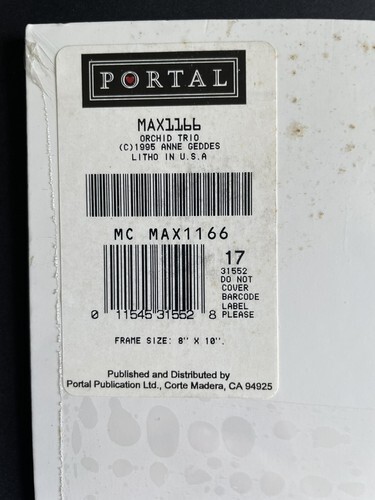 PORTAL
MAX1166
ORCHID TRIO
(C)1995 ANNE GEDDES
LITHO IN U.S.A
MC MAX1166
17
31552
DO NOT
COVER
BARCODE
LABEL
PLEASE
0 11545 31552 8
FRAME SIZE: 8" X 10".
Published and Distributed by
Portal Publication Ltd., Corte Madera, CA 94925